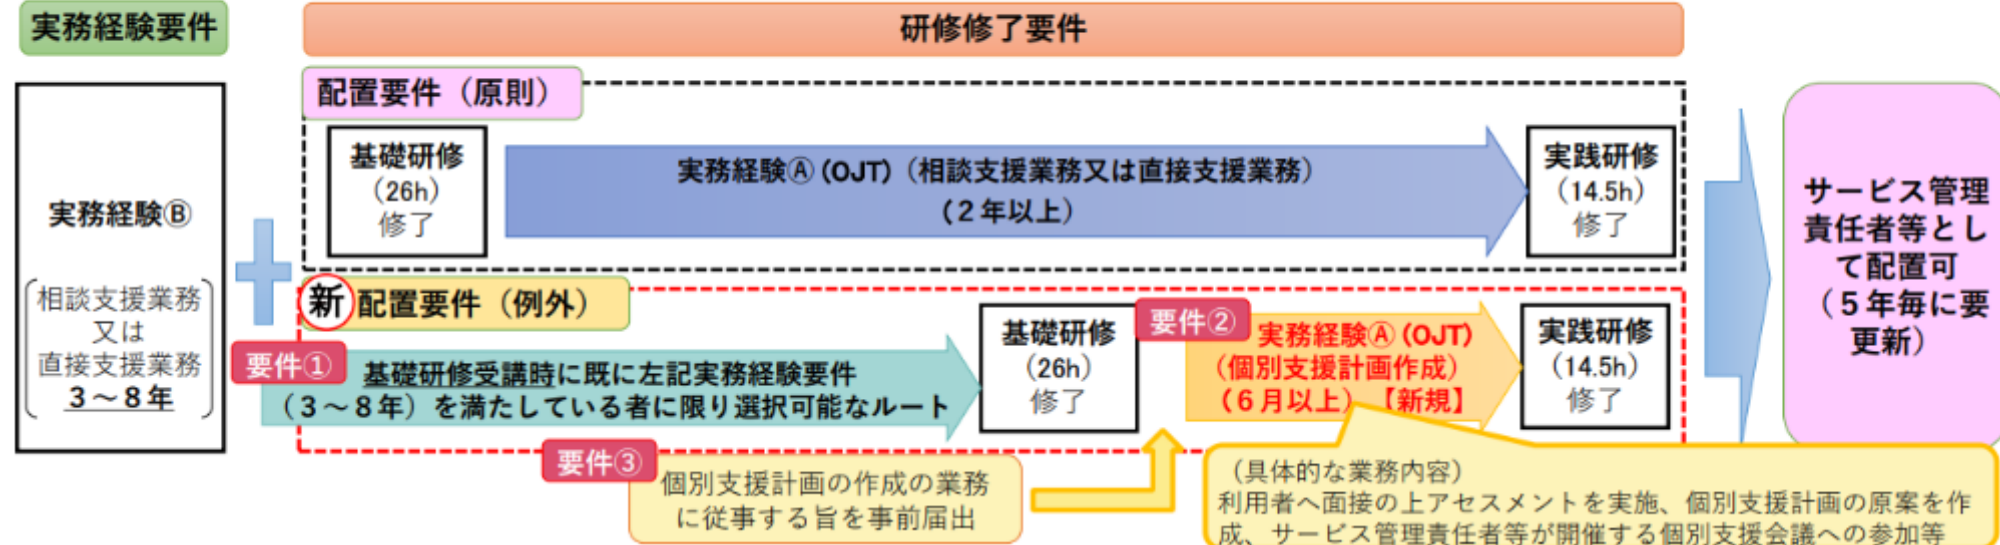 実務経験要件
研修修了要件
実務経験Ⓑ
相談支援業務
又は
直接支援業務
3～8年
配置要件（原則）
基礎研修
（26h）
修了
実務経験Ⓐ(OJT)（相談支援業務又は直接支援業務）
（2年以上）
実践研修
（14.5h）
修了
新 配置要件（例外）
要件①
基礎研修受講時に既に左記実務経験要件
（3～8年）を満たしている者に限り選択可能なルート
基礎研修
（26h）
修了
要件②
実務経験Ⓐ(OJT)
（個別支援計画作成）
（6月以上）【新規】
実践研修
（14.5h）
修了
要件③
個別支援計画の作成の業務
に従事する旨を事前届出
（具体的な業務内容）
利用者へ面接の上アセスメントを実施、個別支援計画の原案を作
成、サービス管理責任者等が開催する個別支援会議への参加等
サービス管理
責任者等とし
て配置可
（5年毎に要
更新）